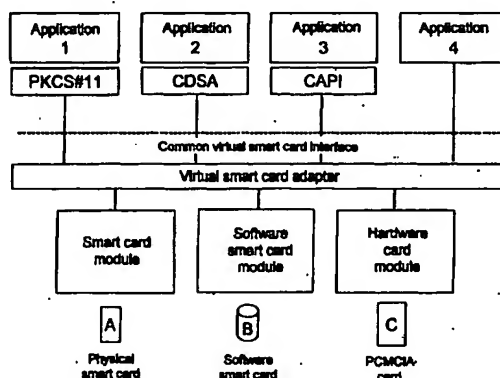 Application 1
Application 2
Application 3
Application 4
PKCS#11
CDSA
CAPI
Common virtual smart card interface
Virtual smart card adapter
Smart card module
Software smart card module
Hardware card module
A
B
C
Physical smart card
Software smart card
PCMCIA- card